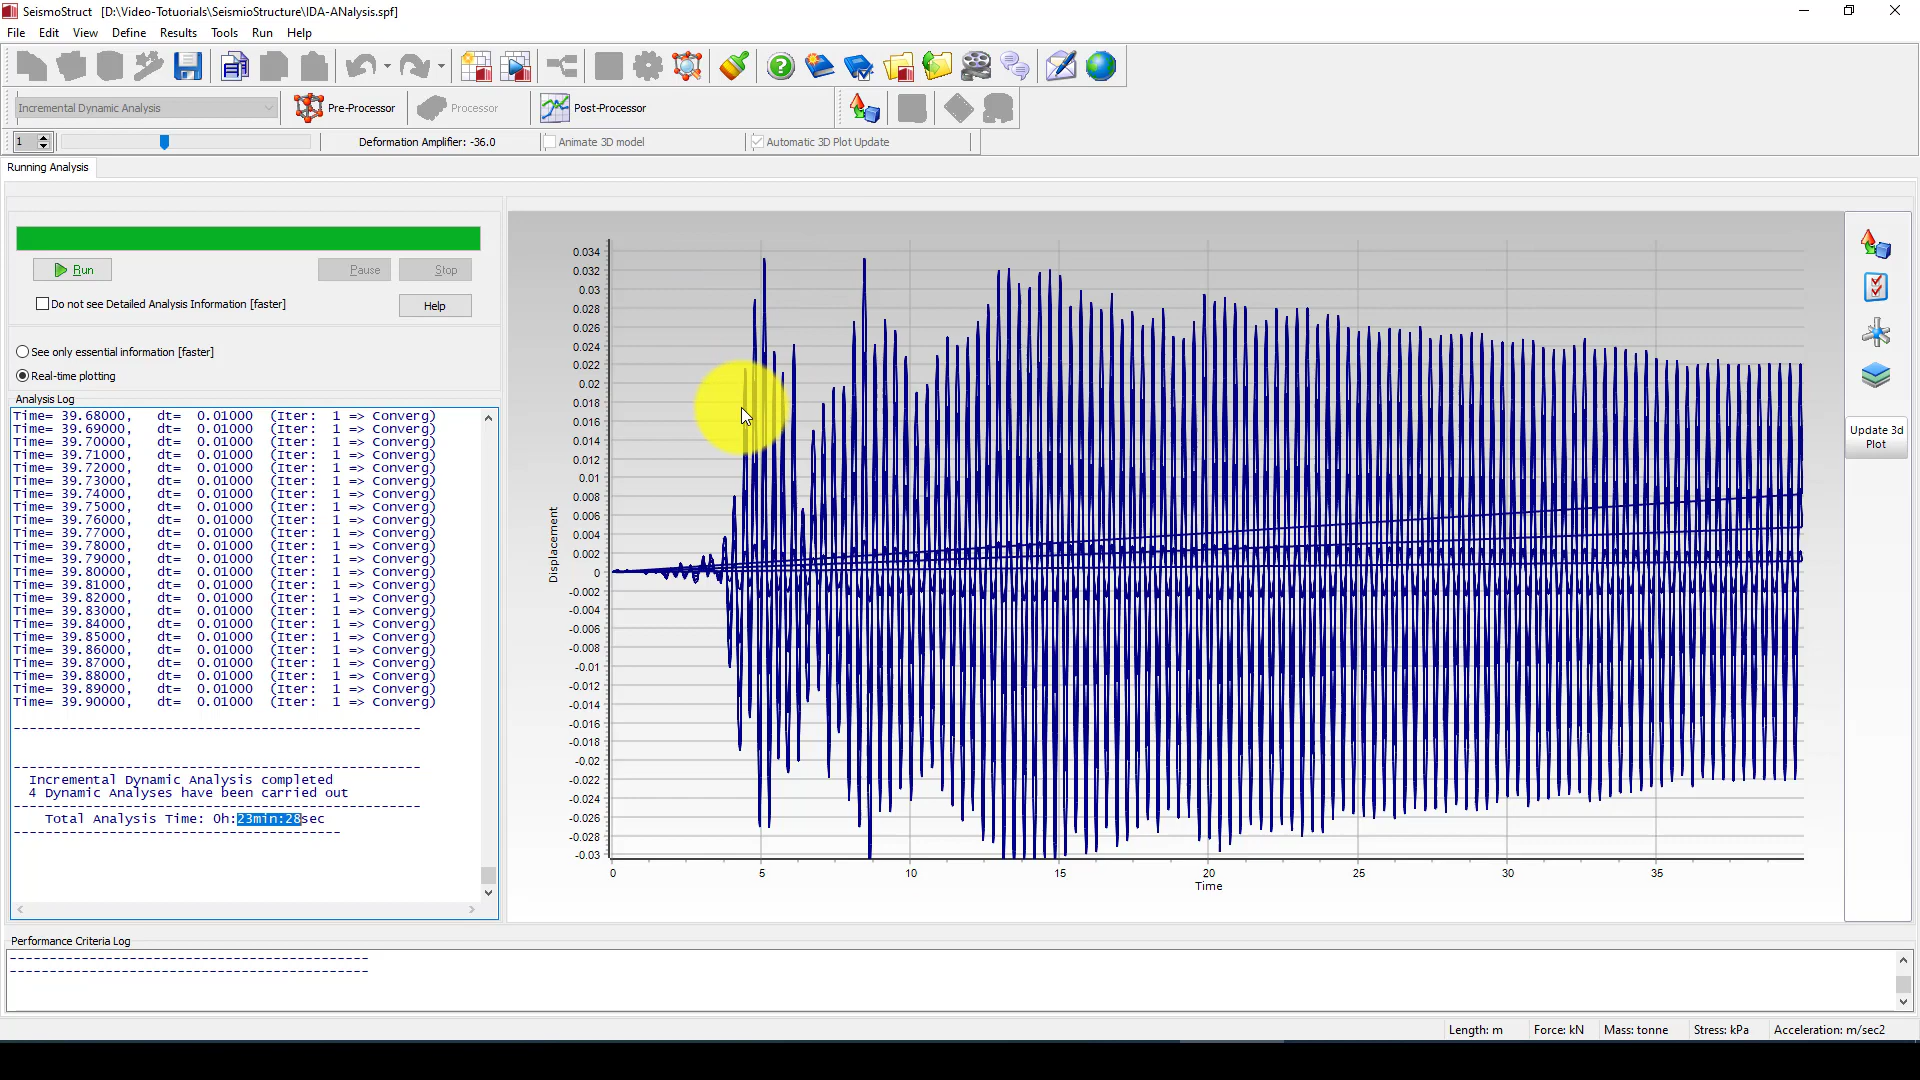 SeismoStruct [D:\Video-Totuorials\SeismioStructure\IDA-ANalysis.spf]
File Edit View Define Results Tools Run Help
Incremental Dynamic Analysis Pre-Processor Processor Post-Processor
1 Deformation Amplifier: -36.0 Animate 3D model Automatic 3D Plot Update
Running Analysis
Run Pause Stop
Do not see Detailed Analysis Information [faster] Help
See only essential information [faster]
Real-time plotting
Analysis Log
Time= 39.68000, dt= 0.01000 (Iter: 1 => Converg)
Time= 39.69000, dt= 0.01000 (Iter: 1 => Converg)
Time= 39.70000, dt= 0.01000 (Iter: 1 => Converg)
Time= 39.71000, dt= 0.01000 (Iter: 1 => Converg)
Time= 39.72000, dt= 0.01000 (Iter: 1 => Converg)
Time= 39.73000, dt= 0.01000 (Iter: 1 => Converg)
Time= 39.74000, dt= 0.01000 (Iter: 1 => Converg)
Time= 39.75000, dt= 0.01000 (Iter: 1 => Converg)
Time= 39.76000, dt= 0.01000 (Iter: 1 => Converg)
Time= 39.77000, dt= 0.01000 (Iter: 1 => Converg)
Time= 39.78000, dt= 0.01000 (Iter: 1 => Converg)
Time= 39.79000, dt= 0.01000 (Iter: 1 => Converg)
Time= 39.80000, dt= 0.01000 (Iter: 1 => Converg)
Time= 39.81000, dt= 0.01000 (Iter: 1 => Converg)
Time= 39.82000, dt= 0.01000 (Iter: 1 => Converg)
Time= 39.83000, dt= 0.01000 (Iter: 1 => Converg)
Time= 39.84000, dt= 0.01000 (Iter: 1 => Converg)
Time= 39.85000, dt= 0.01000 (Iter: 1 => Converg)
Time= 39.86000, dt= 0.01000 (Iter: 1 => Converg)
Time= 39.87000, dt= 0.01000 (Iter: 1 => Converg)
Time= 39.88000, dt= 0.01000 (Iter: 1 => Converg)
Time= 39.89000, dt= 0.01000 (Iter: 1 => Converg)
Time= 39.90000, dt= 0.01000 (Iter: 1 => Converg)
Incremental Dynamic Analysis completed
4 Dynamic Analyses have been carried out
Total Analysis Time: 0h:23min:28sec
0.034
0.032
0.03
0.028
0.026
0.024
0.022
0.02
0.018
0.016
0.014
0.012
0.01
0.008
0.006
0.004
0.002
0
-0.002
-0.004
-0.006
-0.008
-0.01
-0.012
-0.014
-0.016
-0.018
-0.02
-0.022
-0.024
-0.026
-0.028
-0.03
Displacement
0 5 10 15 20 25 30 35
Time
Update 3d
Plot
Performance Criteria Log
Length: m Force: kN Mass: tonne Stress: kPa Acceleration: m/sec2